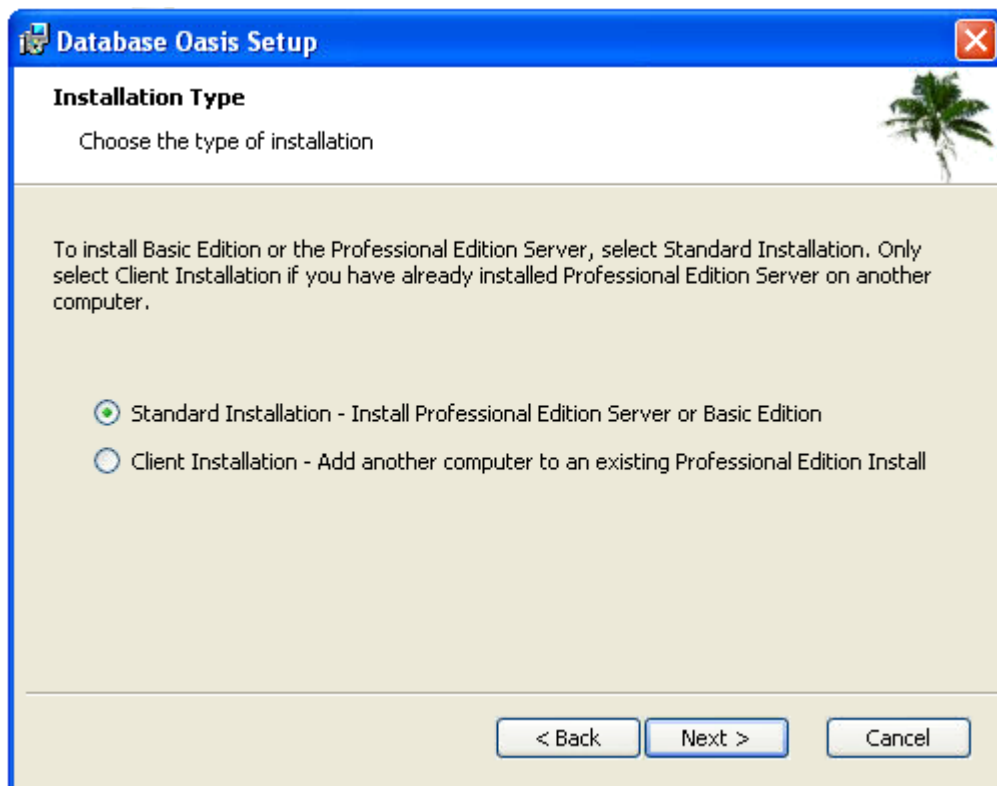 Database Oasis Setup
Installation Type
Choose the type of installation
To install Basic Edition or the Professional Edition Server, select Standard Installation. Only
select Client Installation if you have already installed Professional Edition Server on another
computer.
Standard Installation - Install Professional Edition Server or Basic Edition
Client Installation - Add another computer to an existing Professional Edition Install
< Back Next > Cancel